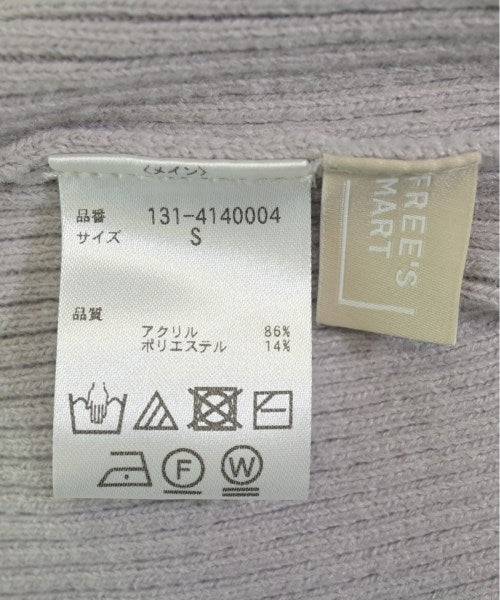 〈メイン〉
品番 131-4140004
サイズ S
品質
アクリル 86%
ポリエステル 14%
F W
FREE'S
MART